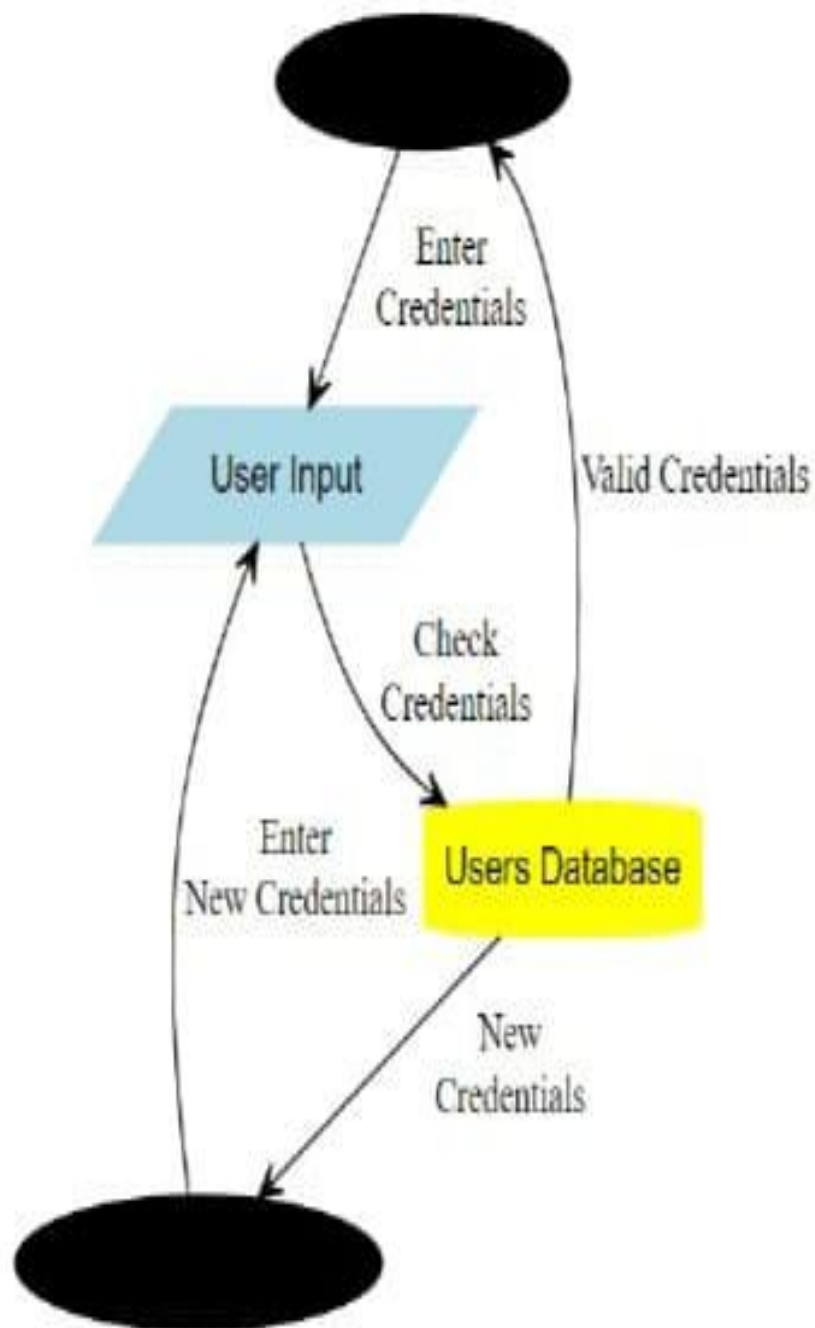 Enter
Credentials
User Input
Valid Credentials
Check
Credentials
Enter
New Credentials
Users Database
New
Credentials